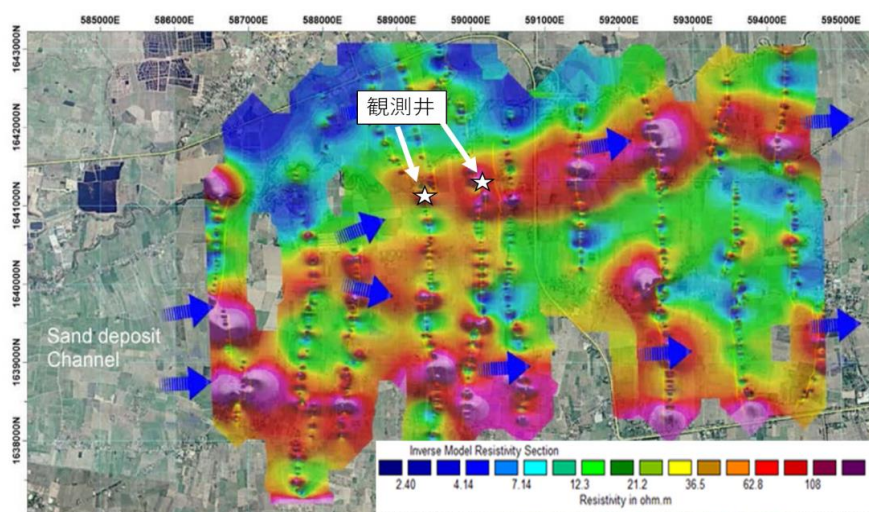 585000E 586000E 587000E 588000E 589000E 590000E 591000E 592000E 593000E 594000E 595000E
1643000N
1642000N
1641000N
1640000N
1639000N
1638000N
観測井
Sand deposit
Channel
Inverse Model Resistivity Section
2.40 4.14 7.14 12.3 21.2 36.5 62.8 108
Resistivity in ohm.m